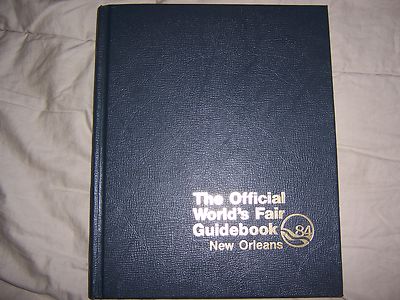 The Official
World's Fair
Guidebook
New Orleans
84